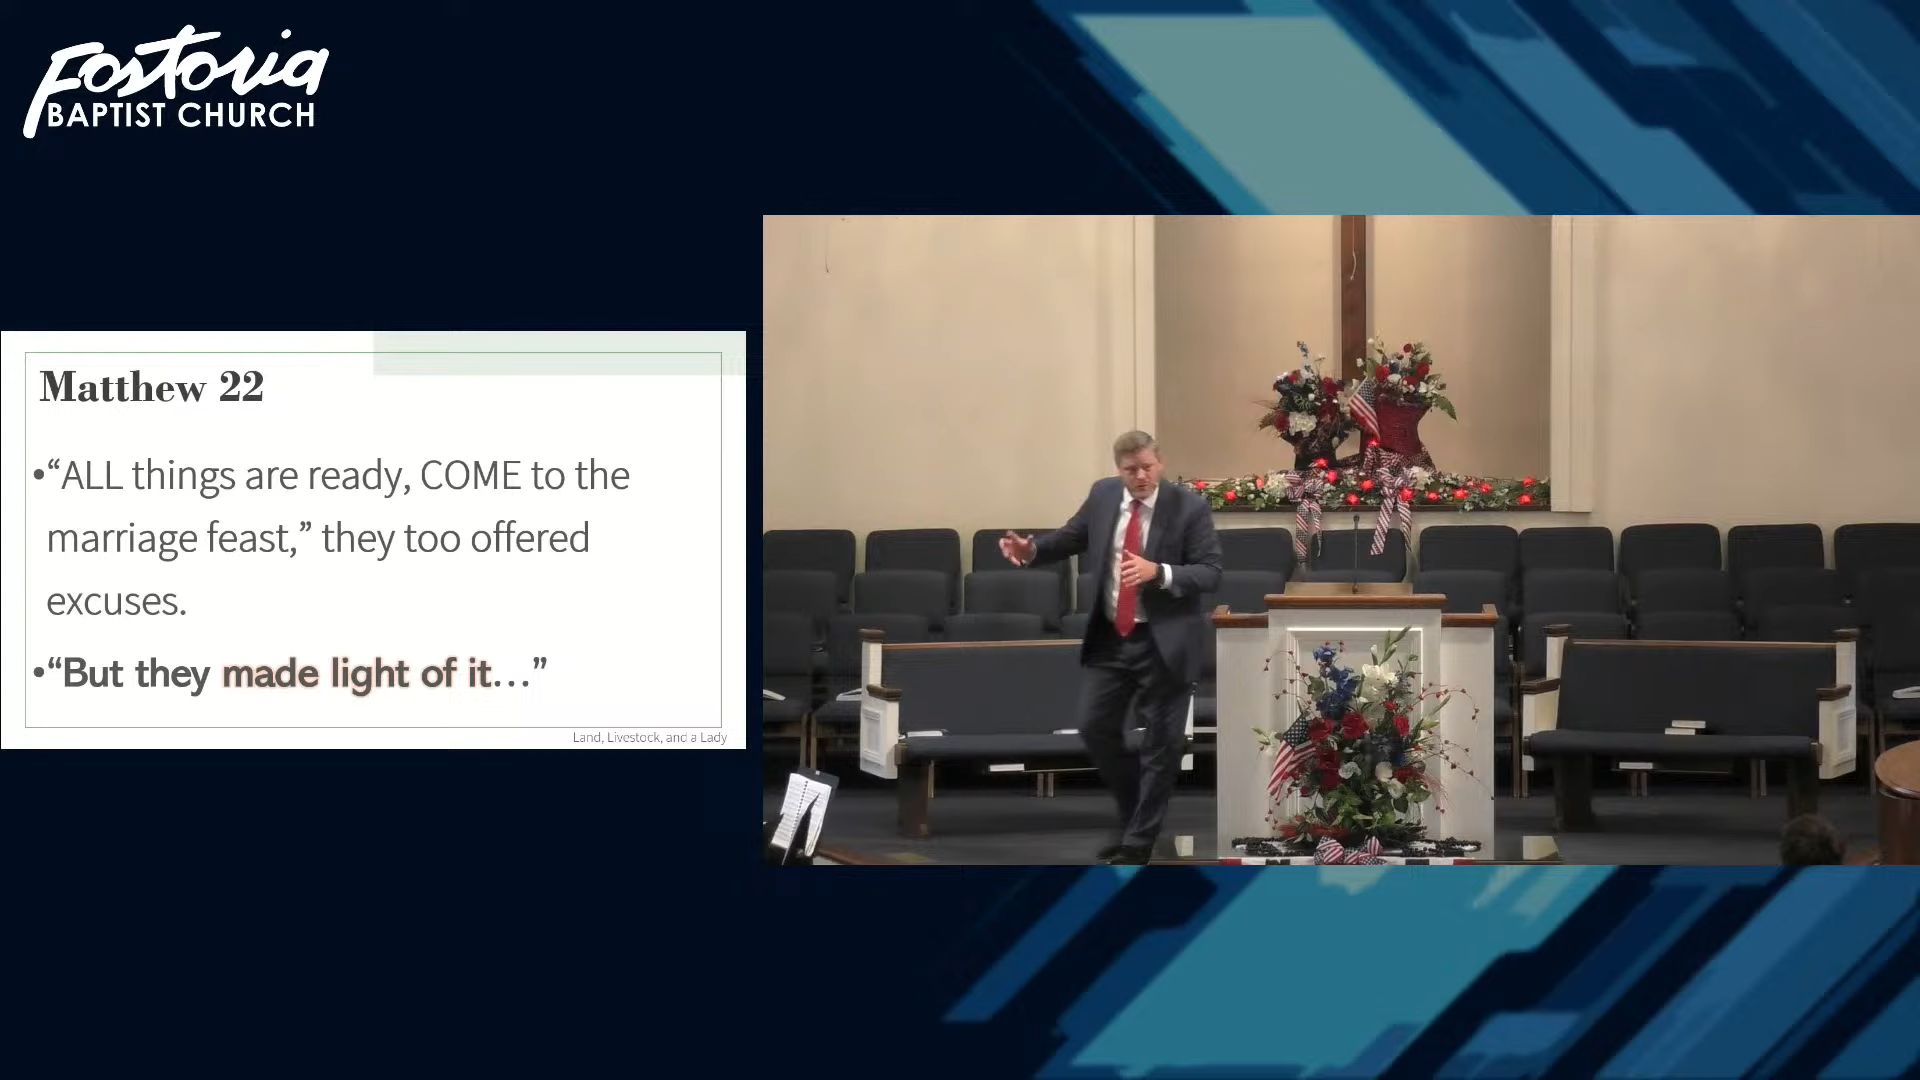 Fostoria
BAPTIST CHURCH
Matthew 22
•“ALL things are ready, COME to the
marriage feast,” they too offered
excuses.
•“But they made light of it…”
Land, Livestock, and a Lady